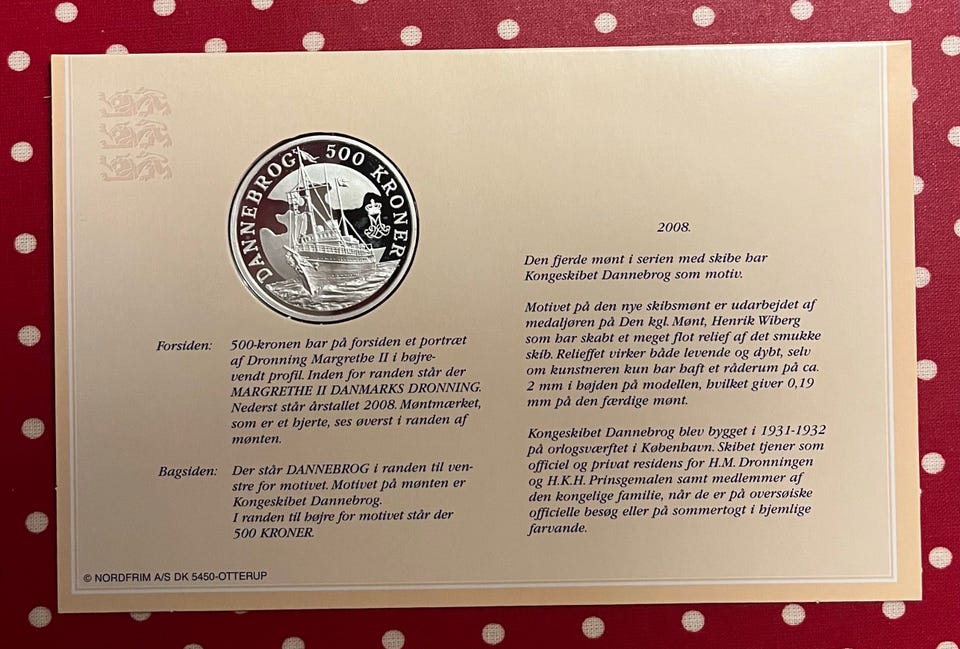 DANNEBROG 500 KRONER
Forsiden: 500-kronen har på forsiden et portræt
af Dronning Margrethe II i højre-
vendt profil. Inden for randen står der
MARGRETHE II DANMARKS DRONNING.
Nederst står årstallet 2008. Møntmærket,
som er et hjerte, ses øverst i randen af
mønten.
Bagsiden: Der står DANNEBROG i randen til ven-
stre for motivet. Motivet på mønten er
Kongeskibet Dannebrog.
I randen til højre for motivet står der
500 KRONER.
© NORDFRIM A/S DK 5450-OTTERUP
2008.
Den fjerde mønt i serien med skibe har
Kongeskibet Dannebrog som motiv.
Motivet på den nye skibsmønt er udarbejdet af
medaljøren på Den kgl. Mønt, Henrik Wiberg
som har skabt et meget flot relief af det smukke
skib. Relieffet virker både levende og dybt, selv
om kunstneren kun har haft et råderum på ca.
2 mm i højden på modellen, hvilket giver 0,19
mm på den færdige mønt.
Kongeskibet Dannebrog blev bygget i 1931-1932
på orlogsværftet i København. Skibet tjener som
officiel og privat residens for H.M. Dronningen
og H.K.H. Prinsgemalen samt medlemmer af
den kongelige familie, når de er på oversøiske
officielle besøg eller på sommertogt i hjemlige
farvande.